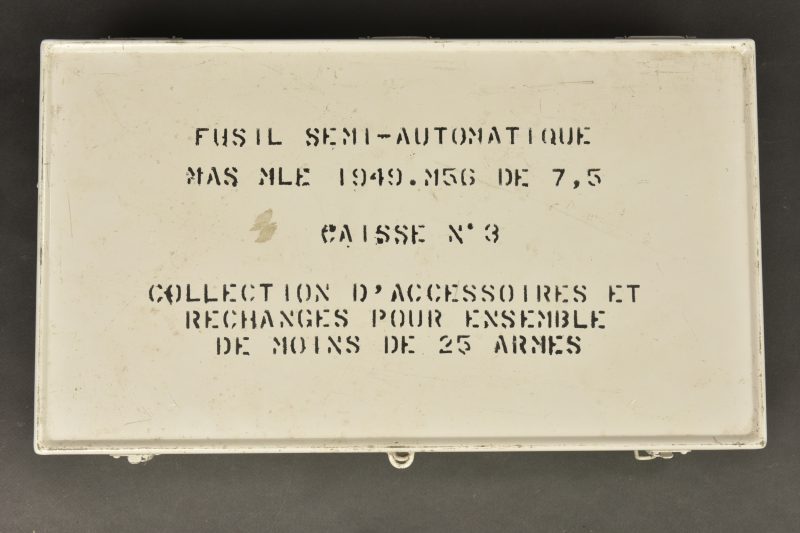 FUSIL SEMI-AUTOMATIQUE
MAS MLE 1949.M56 DE 7,5
CAISSE N°3
COLLECTION D'ACCESSOIRES ET
RECHANGES POUR ENSEMBLE
DE MOINS DE 25 ARMES